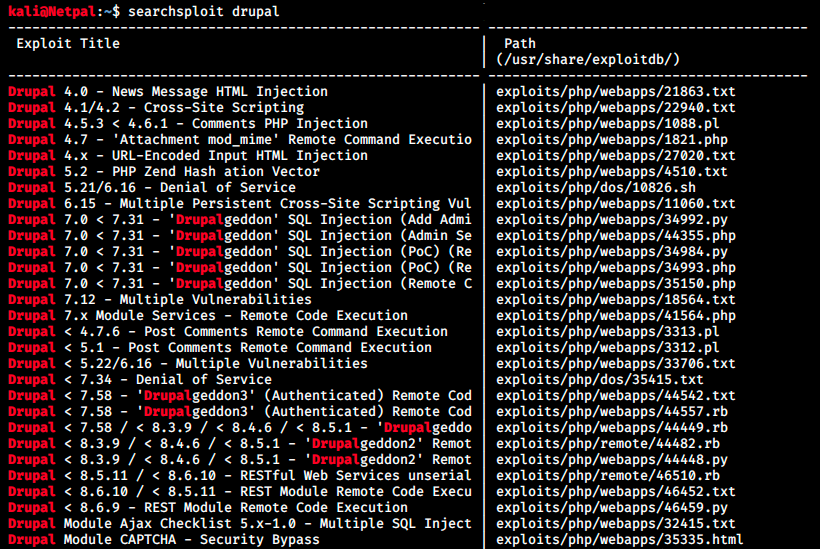 kali@Netpal:~$ searchsploit drupal
Exploit Title | Path
| (/usr/share/exploitdb/)
Drupal 4.0 - News Message HTML Injection | exploits/php/webapps/21863.txt
Drupal 4.1/4.2 - Cross-Site Scripting | exploits/php/webapps/22940.txt
Drupal 4.5.3 < 4.6.1 - Comments PHP Injection | exploits/php/webapps/1088.pl
Drupal 4.7 - 'Attachment mod_mime' Remote Command Executio | exploits/php/webapps/1821.php
Drupal 4.x - URL-Encoded Input HTML Injection | exploits/php/webapps/27020.txt
Drupal 5.2 - PHP Zend Hash ation Vector | exploits/php/webapps/4510.txt
Drupal 5.21/6.16 - Denial of Service | exploits/php/dos/10826.sh
Drupal 6.15 - Multiple Persistent Cross-Site Scripting Vul | exploits/php/webapps/11060.txt
Drupal 7.0 < 7.31 - 'Drupalgeddon' SQL Injection (Add Admi | exploits/php/webapps/34992.py
Drupal 7.0 < 7.31 - 'Drupalgeddon' SQL Injection (Admin Se | exploits/php/webapps/44355.php
Drupal 7.0 < 7.31 - 'Drupalgeddon' SQL Injection (PoC) (Re | exploits/php/webapps/34984.py
Drupal 7.0 < 7.31 - 'Drupalgeddon' SQL Injection (PoC) (Re | exploits/php/webapps/34993.php
Drupal 7.0 < 7.31 - 'Drupalgeddon' SQL Injection (Remote C | exploits/php/webapps/35150.php
Drupal 7.12 - Multiple Vulnerabilities | exploits/php/webapps/18564.txt
Drupal 7.x Module Services - Remote Code Execution | exploits/php/webapps/41564.php
Drupal < 4.7.6 - Post Comments Remote Command Execution | exploits/php/webapps/3313.pl
Drupal < 5.1 - Post Comments Remote Command Execution | exploits/php/webapps/3312.pl
Drupal < 5.22/6.16 - Multiple Vulnerabilities | exploits/php/webapps/33706.txt
Drupal < 7.34 - Denial of Service | exploits/php/dos/35415.txt
Drupal < 7.58 - 'Drupalgeddon3' (Authenticated) Remote Cod | exploits/php/webapps/44542.txt
Drupal < 7.58 - 'Drupalgeddon3' (Authenticated) Remote Cod | exploits/php/webapps/44557.rb
Drupal < 7.58 / < 8.3.9 / < 8.4.6 / < 8.5.1 - 'Drupalgeddo | exploits/php/webapps/44449.rb
Drupal < 8.3.9 / < 8.4.6 / < 8.5.1 - 'Drupalgeddon2' Remot | exploits/php/remote/44482.rb
Drupal < 8.3.9 / < 8.4.6 / < 8.5.1 - 'Drupalgeddon2' Remot | exploits/php/webapps/44448.py
Drupal < 8.5.11 / < 8.6.10 - RESTful Web Services unserial | exploits/php/remote/46510.rb
Drupal < 8.6.10 / < 8.5.11 - REST Module Remote Code Execu | exploits/php/webapps/46452.txt
Drupal < 8.6.9 - REST Module Remote Code Execution | exploits/php/webapps/46459.py
Drupal Module Ajax Checklist 5.x-1.0 - Multiple SQL Inject | exploits/php/webapps/32415.txt
Drupal Module CAPTCHA - Security Bypass | exploits/php/webapps/35335.html